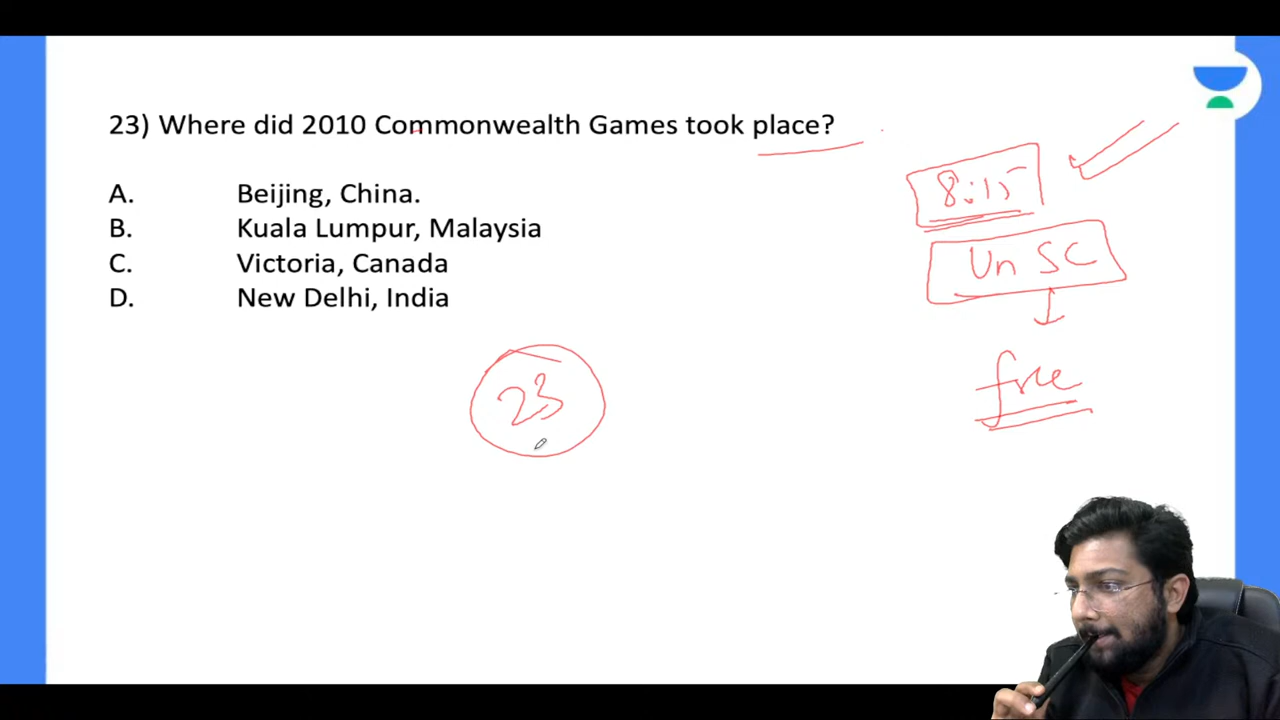 23) Where did 2010 Commonwealth Games took place?
A. Beijing, China.
B. Kuala Lumpur, Malaysia
C. Victoria, Canada
D. New Delhi, India
8:15
Un SC
free
23